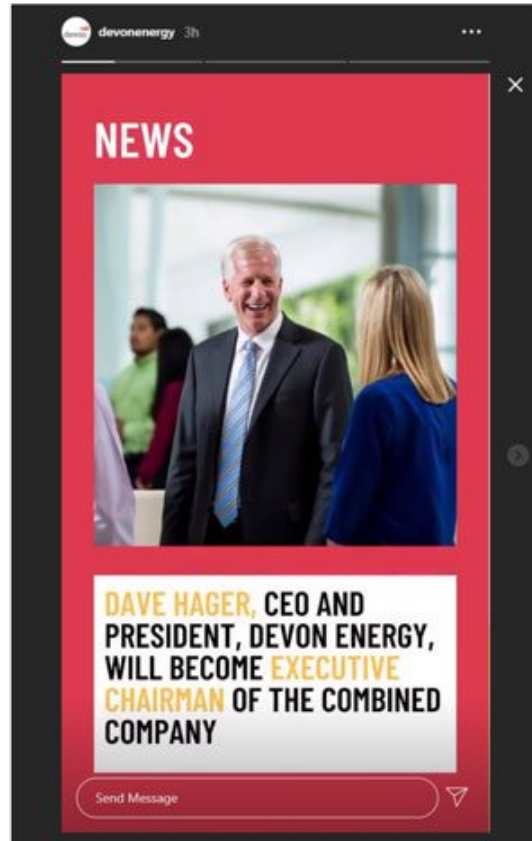 devon
devonenergy 3h
NEWS
DAVE HAGER, CEO AND
PRESIDENT, DEVON ENERGY,
WILL BECOME EXECUTIVE
CHAIRMAN OF THE COMBINED
COMPANY
Send Message